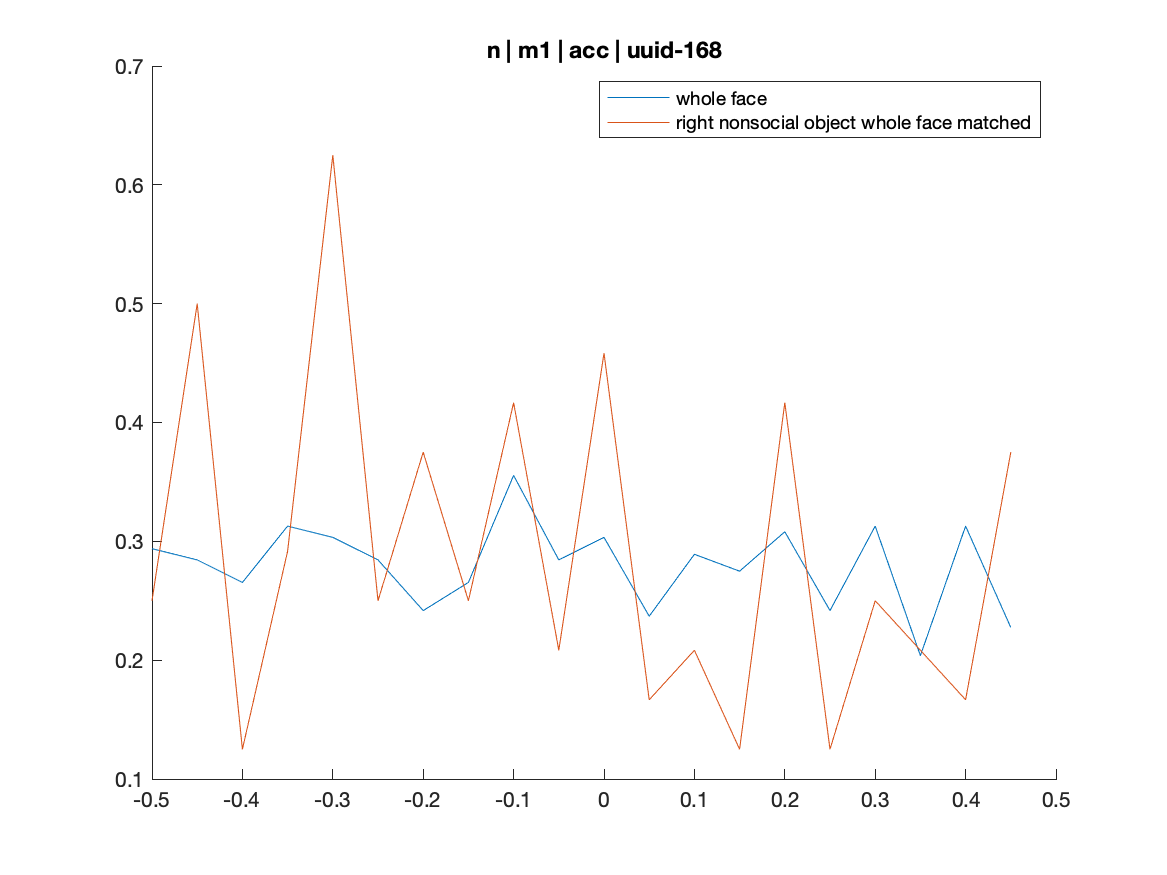 n | m1 | acc | uuid-168
whole face
right nonsocial object whole face matched
0.7
0.6
0.5
0.4
0.3
0.2
0.1
-0.5 -0.4 -0.3 -0.2 -0.1 0 0.1 0.2 0.3 0.4 0.5